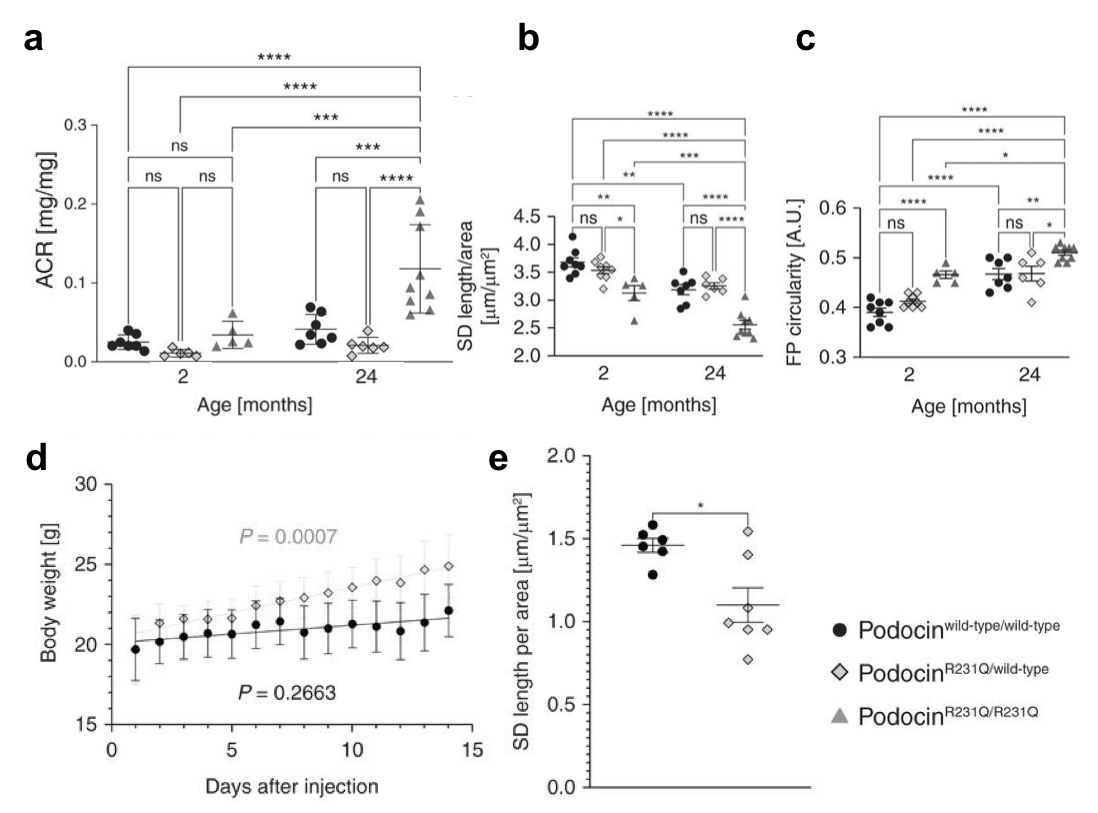 a
b
c
****
****
***
ns
***
ns ns
ns ****
0.3
0.2
0.1
0.0
ACR [mg/mg]
2 24
Age [months]
****
****
***
**
** ****
ns * ns ****
4.5
4.0
3.5
3.0
2.5
2.0
SD length/area
[μm/μm²]
2 24
Age [months]
****
****
*
****
**** **
ns ns *
0.6
0.5
0.4
0.3
FP circularity [A.U.]
2 24
Age [months]
d
30
25
20
15
Body weight [g]
P = 0.0007
P = 0.2663
0 5 10 15
Days after injection
e
2.0
1.5
1.0
0.5
0.0
SD length per area [μm/μm²]
*
Podocin^wild-type/wild-type
Podocin^R231Q/wild-type
Podocin^R231Q/R231Q